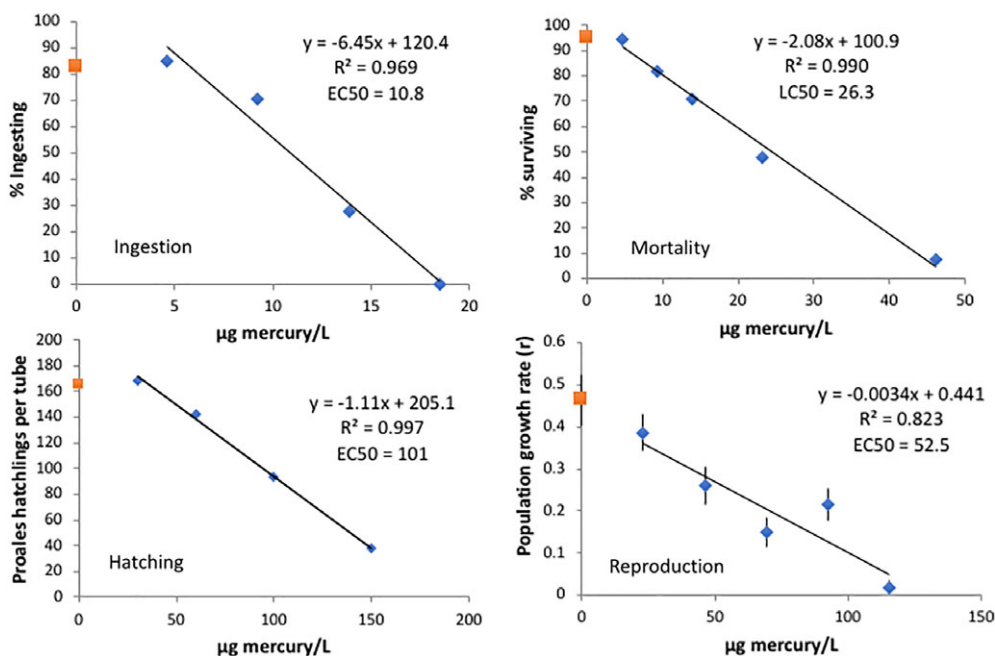 100
90
80
70
60
50
40
30
20
10
0
% Ingesting
y = -6.45x + 120.4
R² = 0.969
EC50 = 10.8
Ingestion
0 5 10 15 20
µg mercury/L
100
90
80
70
60
50
40
30
20
10
0
% surviving
y = -2.08x + 100.9
R² = 0.990
LC50 = 26.3
Mortality
0 10 20 30 40 50
µg mercury/L
200
180
160
140
120
100
80
60
40
20
0
Proales hatchlings per tube
y = -1.11x + 205.1
R² = 0.997
EC50 = 101
Hatching
0 50 100 150 200
µg mercury/L
0.6
0.5
0.4
0.3
0.2
0.1
0
Population growth rate (r)
y = -0.0034x + 0.441
R² = 0.823
EC50 = 52.5
Reproduction
0 50 100 150
µg mercury/L